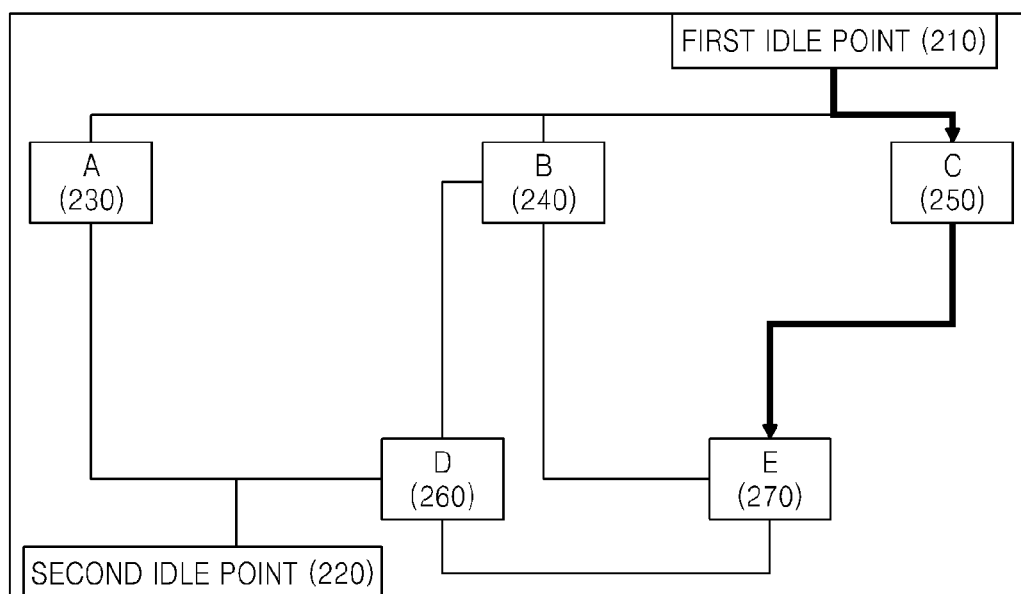 FIRST IDLE POINT (210)
A
(230)
B
(240)
C
(250)
D
(260)
E
(270)
SECOND IDLE POINT (220)